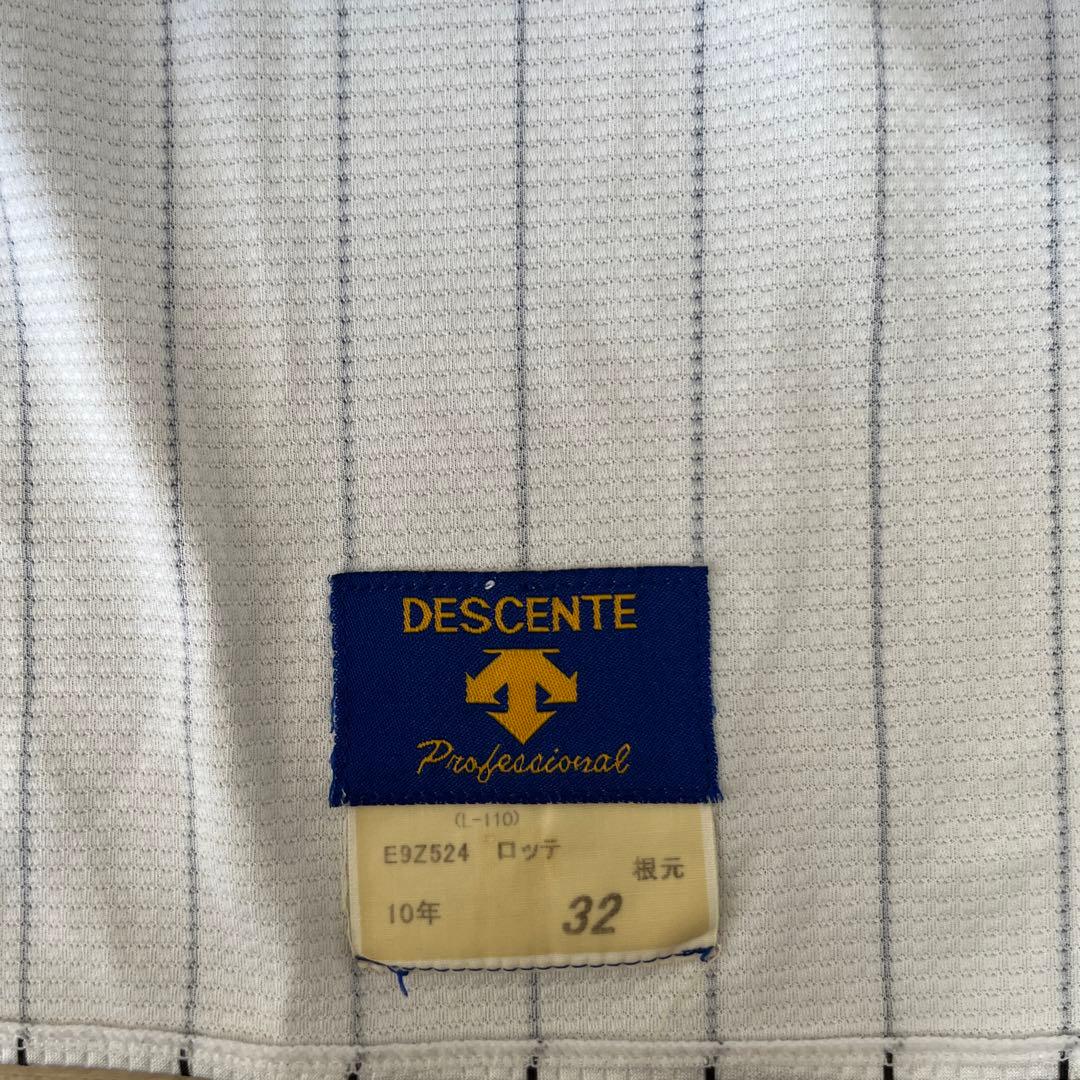 DESCENTE
Professional
(L-110)
E9Z524 ロッテ
根元
10年 32